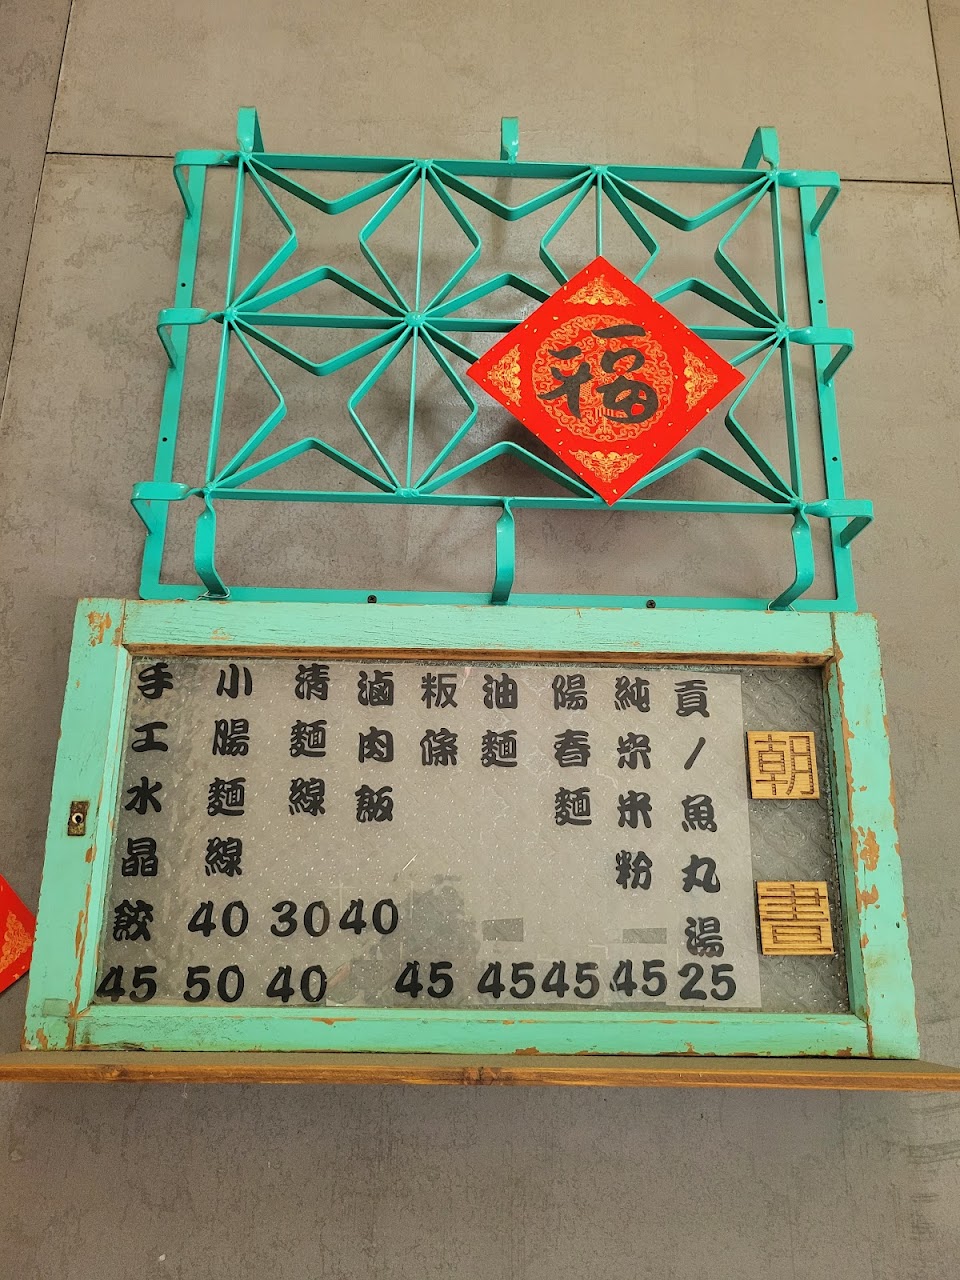 福
朝書
貢/魚丸湯 25
純米米粉 45
陽春麵 45
油麵 45
粄條 45
滷肉飯 40
清麵線 30 40
小腸麵線 40 50
手工水晶餃 45